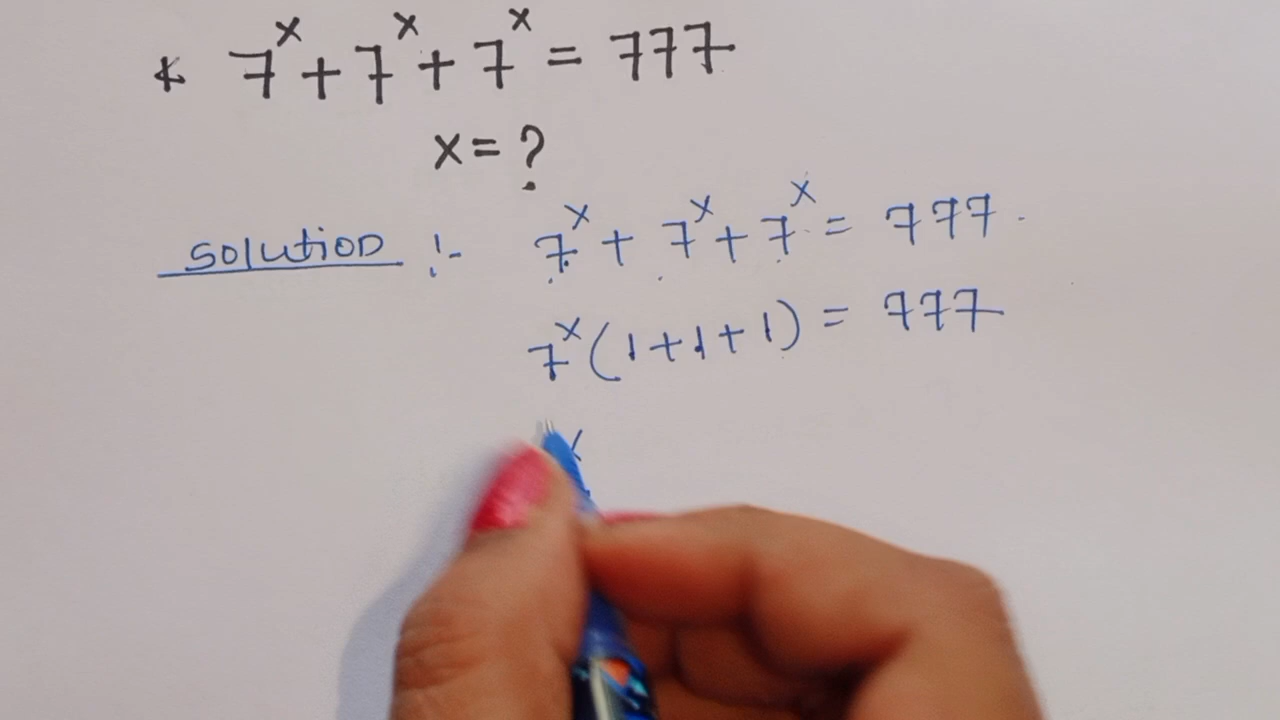 * 7^x + 7^x + 7^x = 777
x = ?
Solution :- 7^x + 7^x + 7^x = 777.
7^x (1+1+1) = 777
x